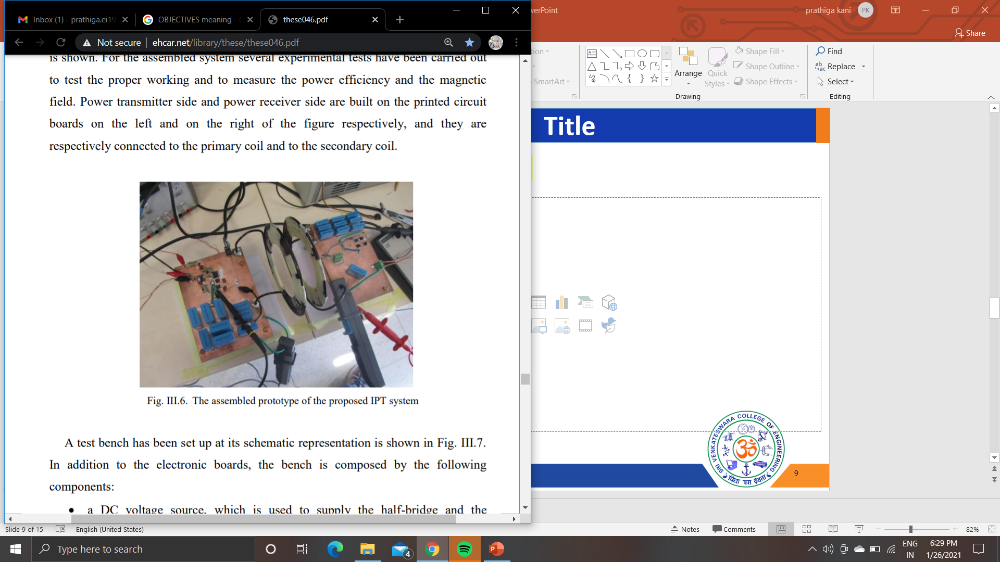 Inbox (1) - prathiga.ei19
OBJECTIVES meaning -
these046.pdf
Not secure
ehcar.net/library/these/these046.pdf
is shown. For the assembled system several experimental tests have been carried out
to test the proper working and to measure the power efficiency and the magnetic
field. Power transmitter side and power receiver side are built on the printed circuit
boards on the left and on the right of the figure respectively, and they are
respectively connected to the primary coil and to the secondary coil.
Fig. III.6. The assembled prototype of the proposed IPT system
A test bench has been set up at its schematic representation is shown in Fig. III.7.
In addition to the electronic boards, the bench is composed by the following
components:
• a DC voltage source, which is used to supply the half-bridge and the
verPoint
prathiga kani
PK
Share
ion
SmartArt
Arrange
Quick
Styles
Shape Fill
Shape Outline
Shape Effects
Drawing
Find
Replace
Select
Editing
Title
SRI VENKATESWARA COLLEGE OF ENGINEERING
ॐ
विद्या परा देवता
9
Slide 9 of 15
English (United States)
Notes
Comments
82%
Type here to search
4
ENG
IN
6:29 PM
1/26/2021